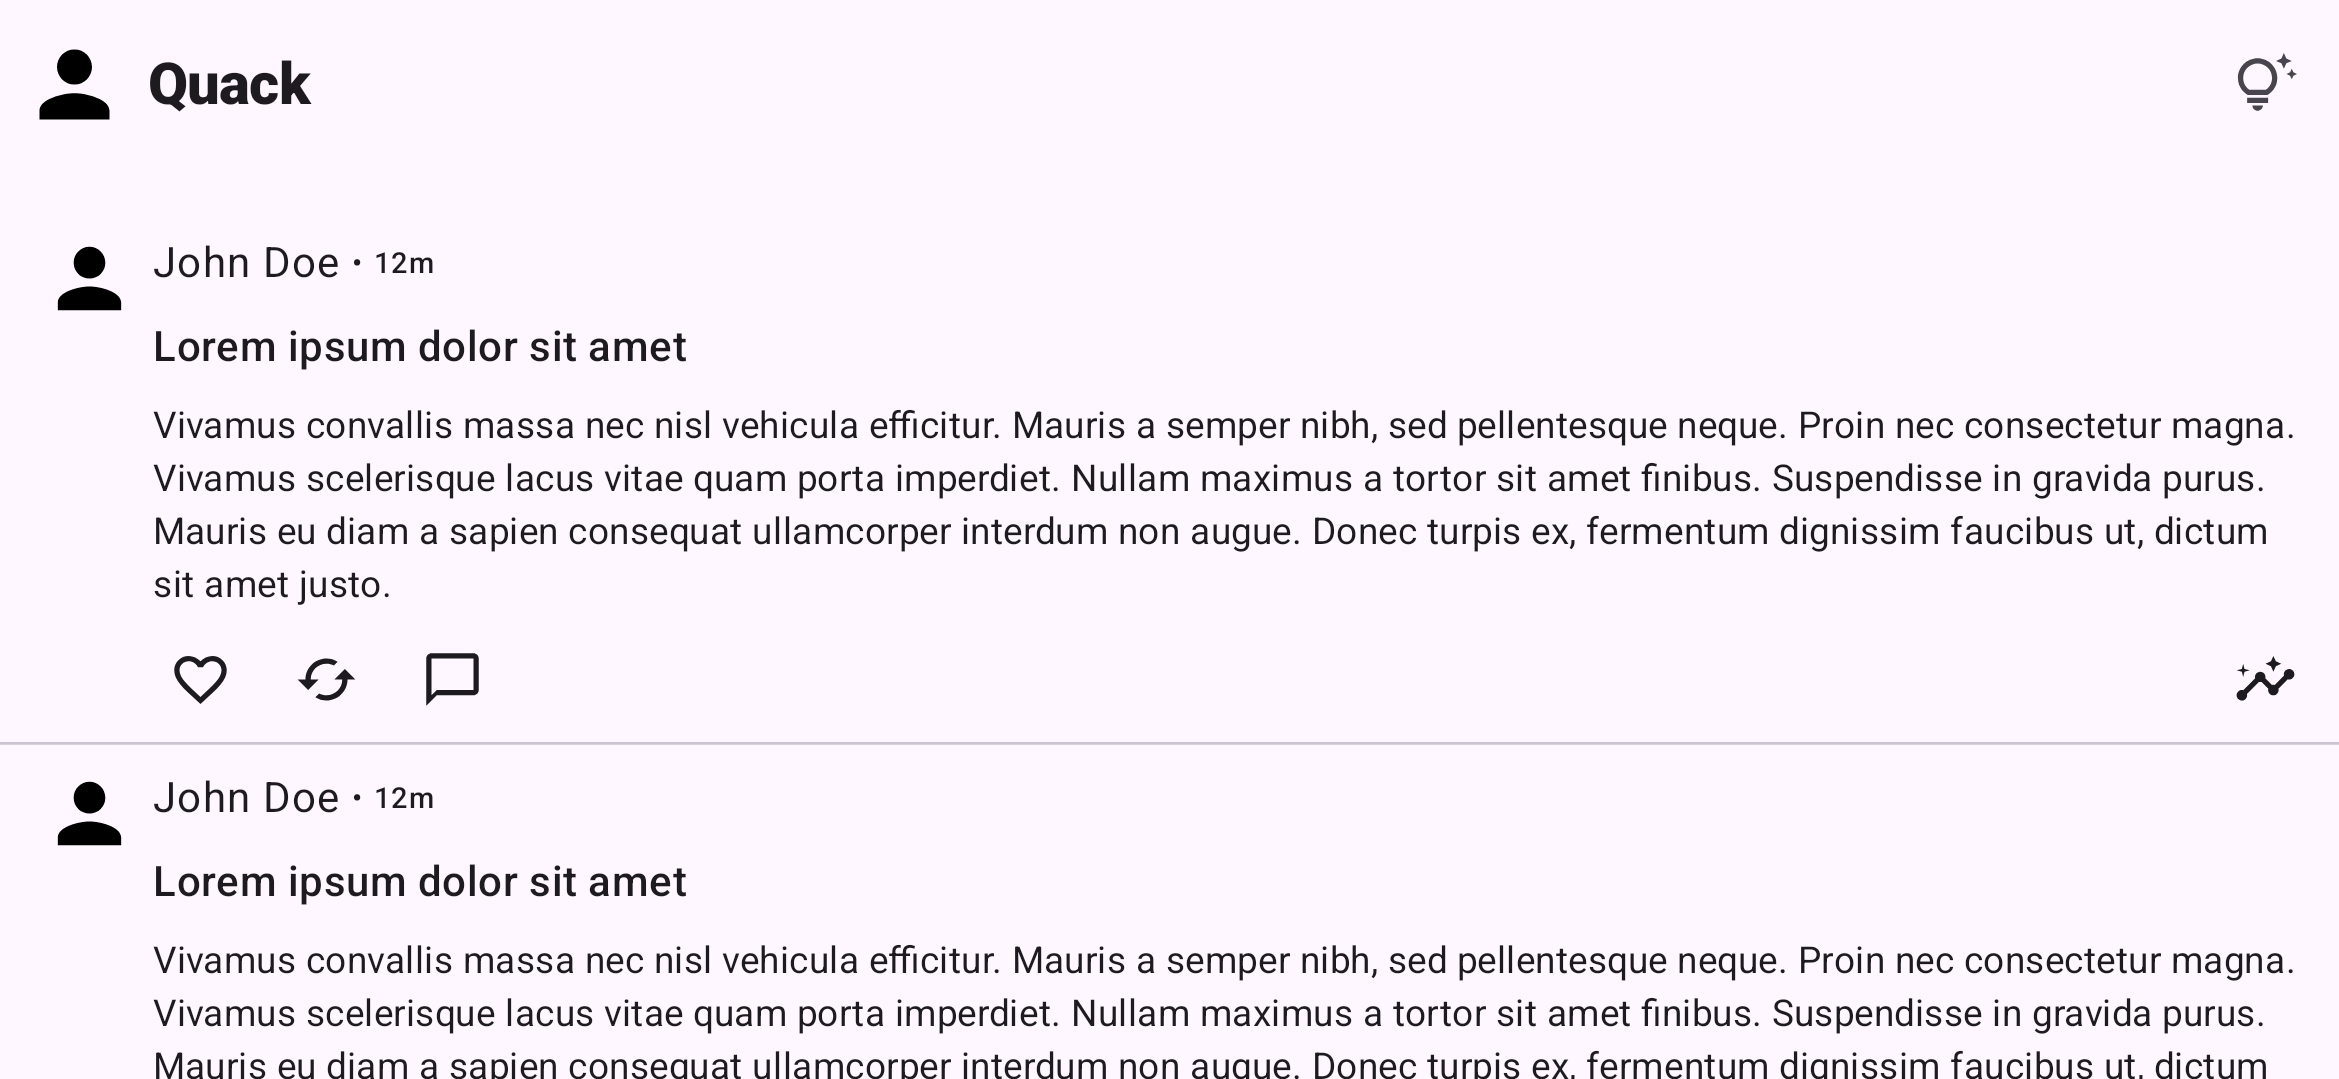 Quack
John Doe • 12m
Lorem ipsum dolor sit amet
Vivamus convallis massa nec nisl vehicula efficitur. Mauris a semper nibh, sed pellentesque neque. Proin nec consectetur magna.
Vivamus scelerisque lacus vitae quam porta imperdiet. Nullam maximus a tortor sit amet finibus. Suspendisse in gravida purus.
Mauris eu diam a sapien consequat ullamcorper interdum non augue. Donec turpis ex, fermentum dignissim faucibus ut, dictum
sit amet justo.
John Doe • 12m
Lorem ipsum dolor sit amet
Vivamus convallis massa nec nisl vehicula efficitur. Mauris a semper nibh, sed pellentesque neque. Proin nec consectetur magna.
Vivamus scelerisque lacus vitae quam porta imperdiet. Nullam maximus a tortor sit amet finibus. Suspendisse in gravida purus.
Mauris eu diam a sapien consequat ullamcorper interdum non augue. Donec turpis ex, fermentum dignissim faucibus ut, dictum